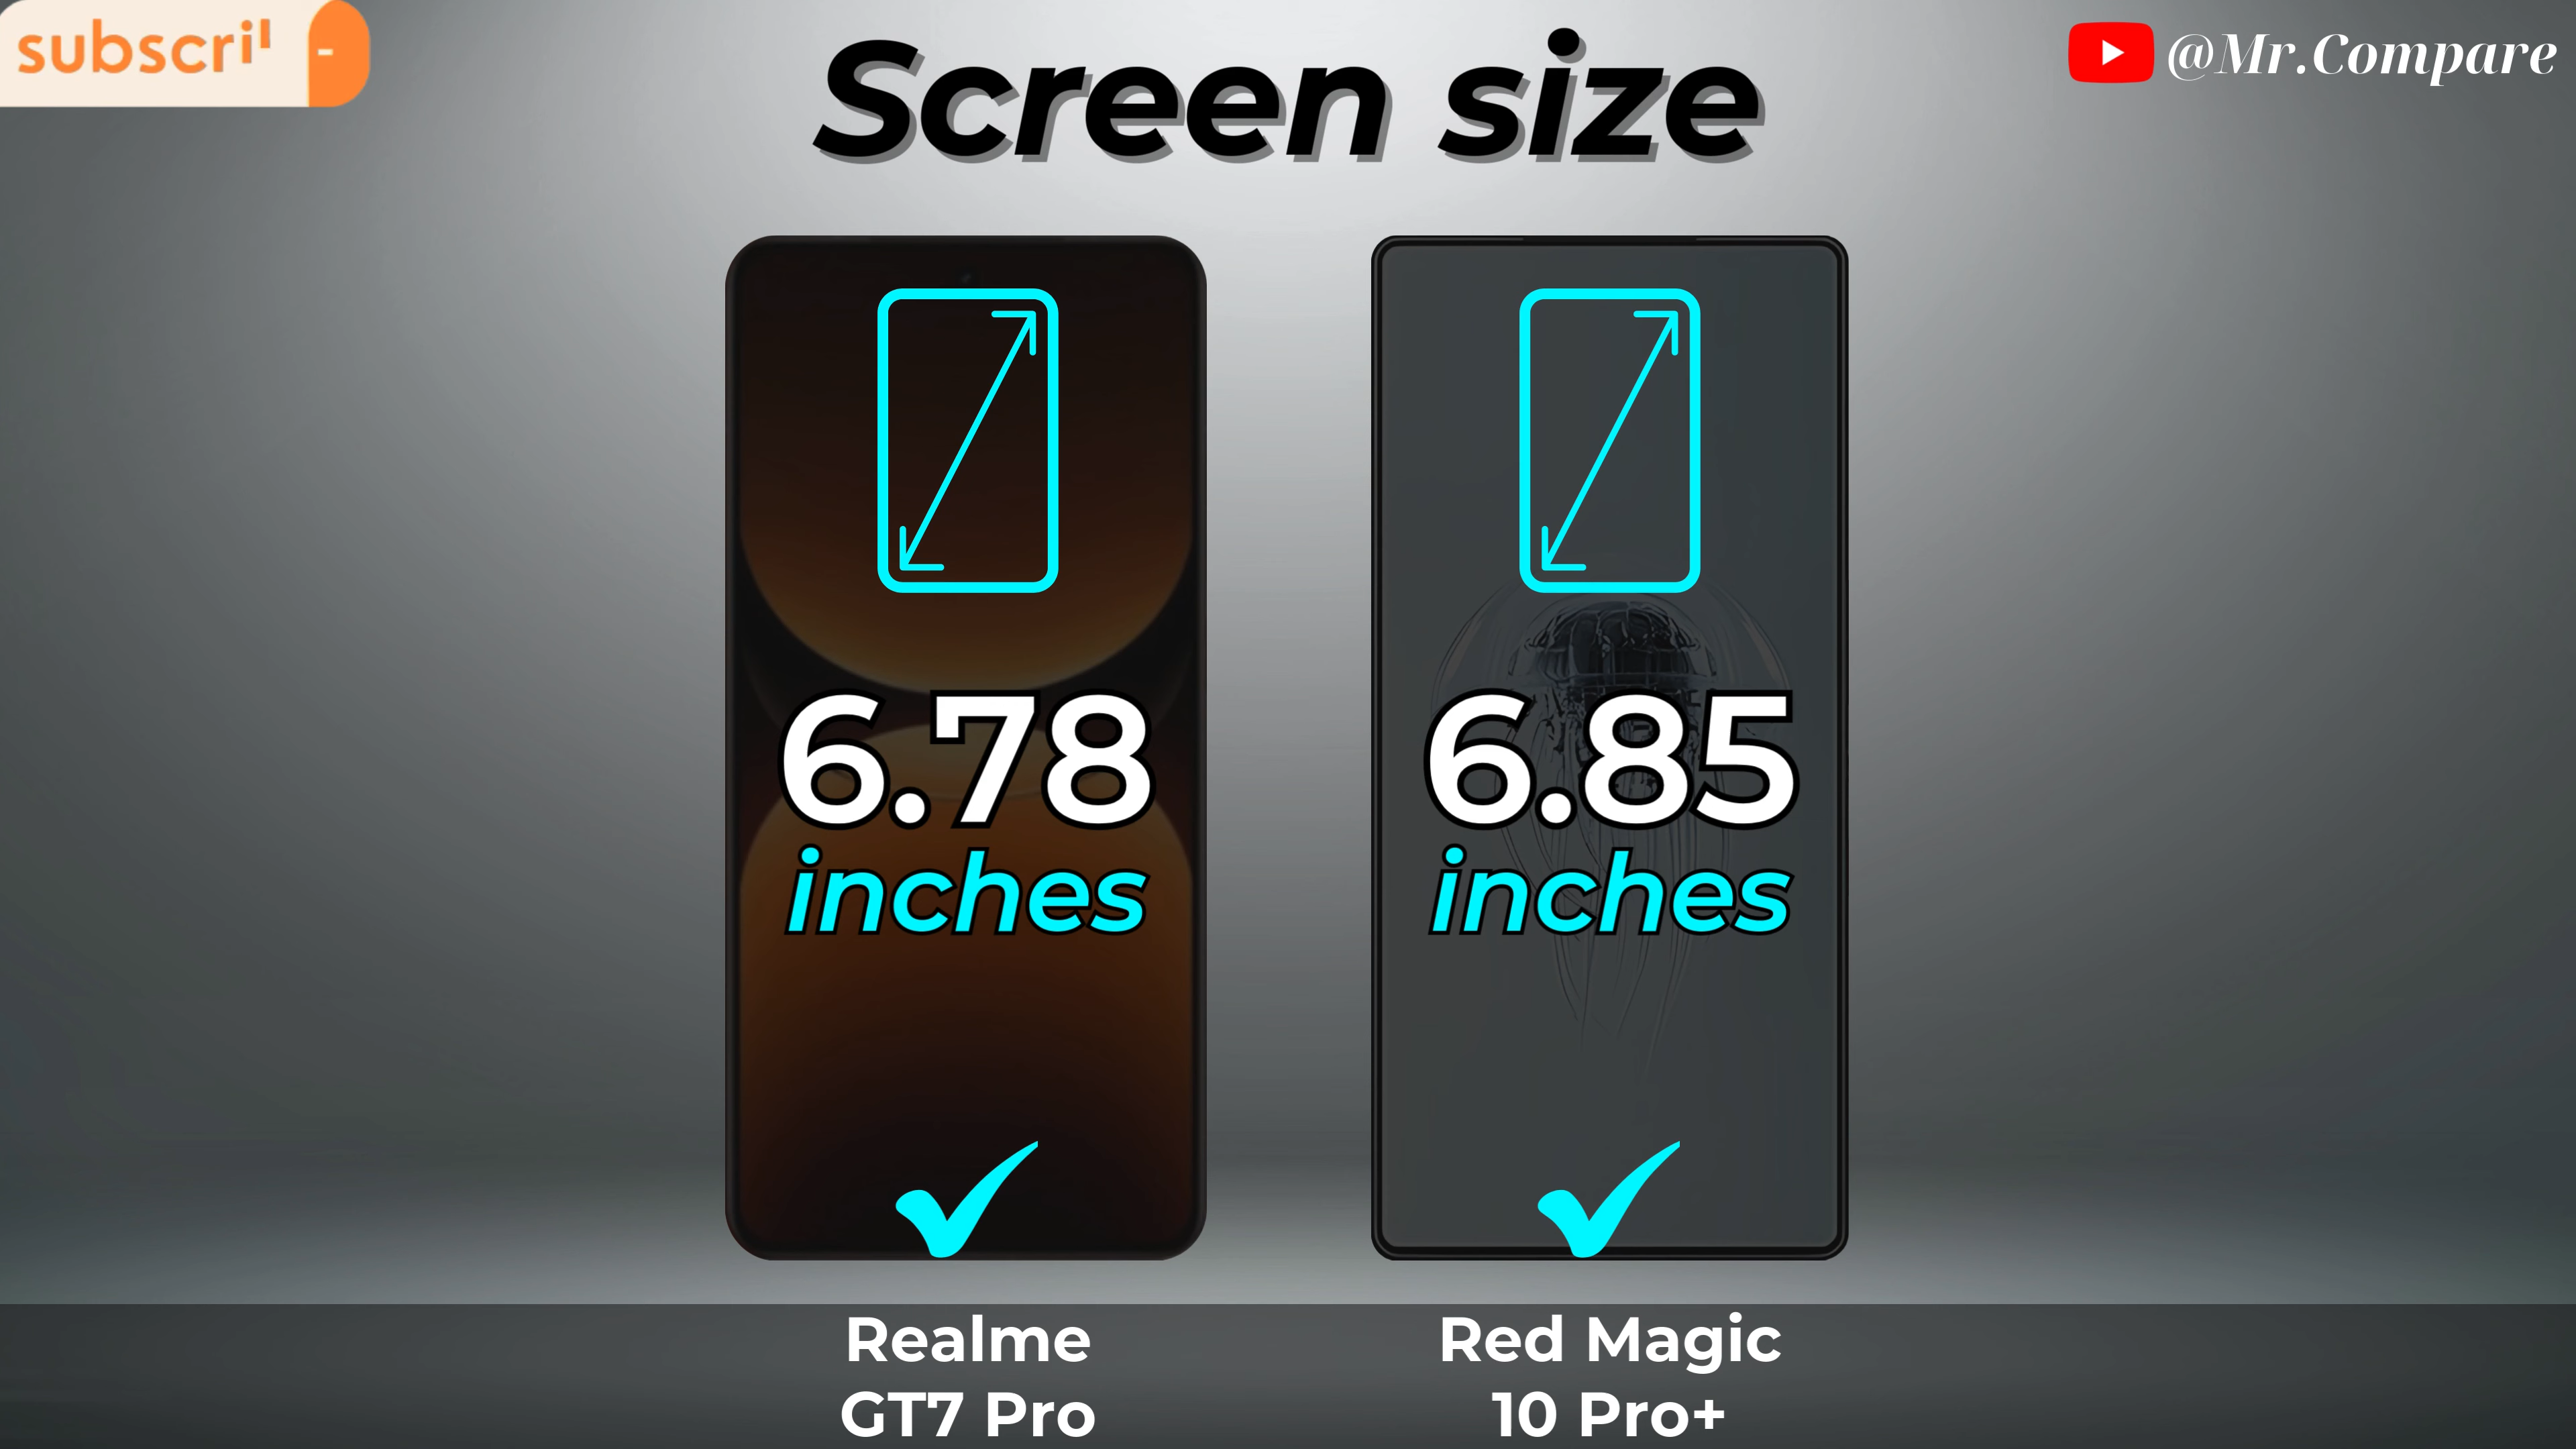 subscri
@Mr.Compare
Screen size
6.78
inches
6.85
inches
Realme
GT7 Pro
Red Magic
10 Pro+